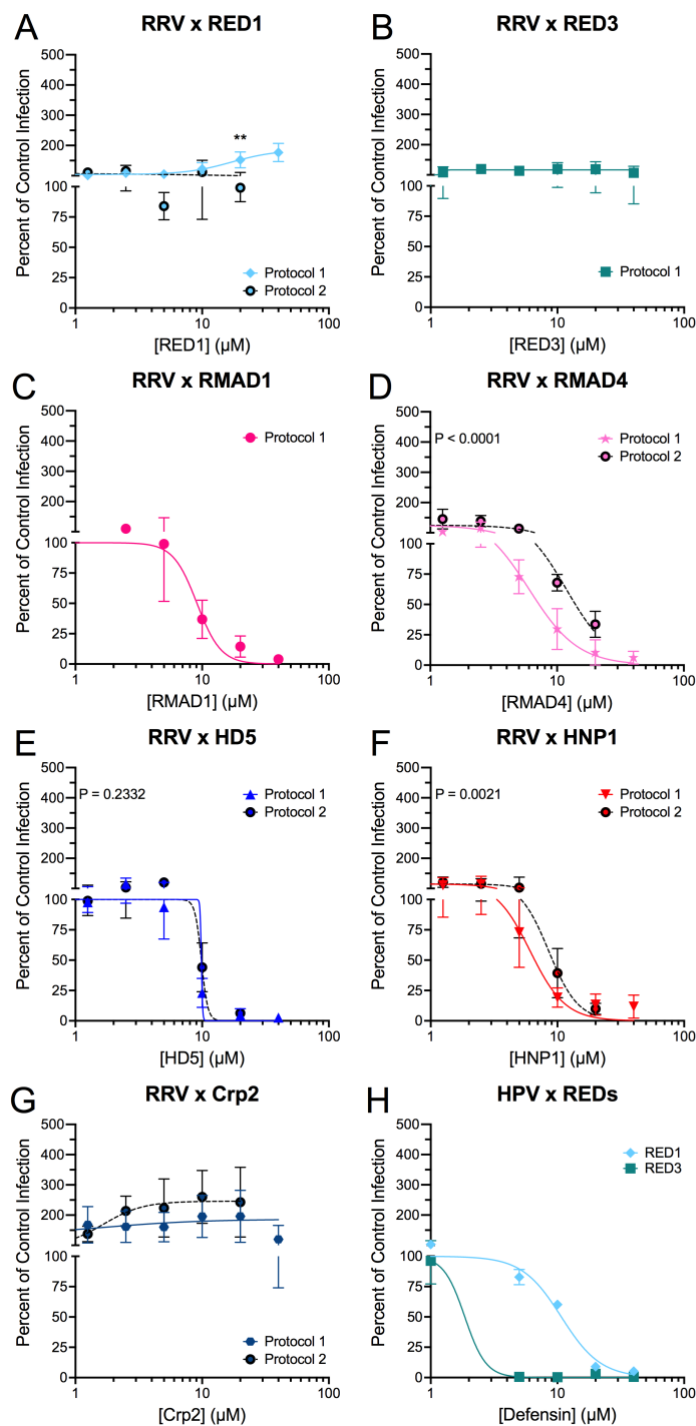 A
RRV x RED1
Percent of Control Infection
500
400
300
200
100
100
75
50
25
0
**
Protocol 1
Protocol 2
1
10
100
[RED1] (µM)
B
RRV x RED3
Percent of Control Infection
500
400
300
200
100
100
75
50
25
0
Protocol 1
1
10
100
[RED3] (µM)
C
RRV x RMAD1
Percent of Control Infection
500
400
300
200
100
100
75
50
25
0
Protocol 1
1
10
100
[RMAD1] (µM)
D
RRV x RMAD4
Percent of Control Infection
500
400
300
200
100
100
75
50
25
0
P < 0.0001
Protocol 1
Protocol 2
1
10
100
[RMAD4] (µM)
E
RRV x HD5
Percent of Control Infection
500
400
300
200
100
100
75
50
25
0
P = 0.2332
Protocol 1
Protocol 2
1
10
100
[HD5] (µM)
F
RRV x HNP1
Percent of Control Infection
500
400
300
200
100
100
75
50
25
0
P = 0.0021
Protocol 1
Protocol 2
1
10
100
[HNP1] (µM)
G
RRV x Crp2
Percent of Control Infection
500
400
300
200
100
100
75
50
25
0
Protocol 1
Protocol 2
1
10
100
[Crp2] (µM)
H
HPV x REDs
Percent of Control Infection
500
400
300
200
100
100
75
50
25
0
RED1
RED3
1
10
100
[Defensin] (µM)